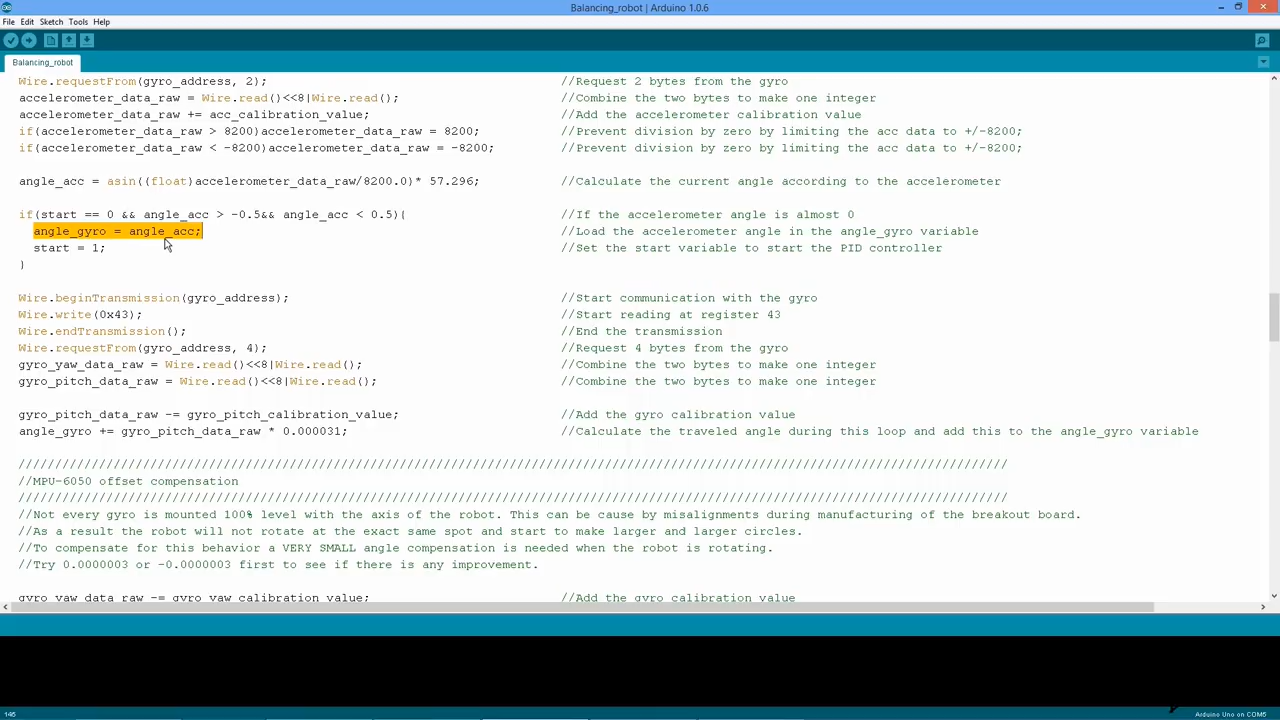 Balancing_robot | Arduino 1.0.6
File Edit Sketch Tools Help
Balancing_robot
Wire.requestFrom(gyro_address, 2); //Request 2 bytes from the gyro
accelerometer_data_raw = Wire.read()<<8|Wire.read(); //Combine the two bytes to make one integer
accelerometer_data_raw += acc_calibration_value; //Add the accelerometer calibration value
if(accelerometer_data_raw > 8200)accelerometer_data_raw = 8200; //Prevent division by zero by limiting the acc data to +/-8200;
if(accelerometer_data_raw < -8200)accelerometer_data_raw = -8200; //Prevent division by zero by limiting the acc data to +/-8200;
angle_acc = asin((float)accelerometer_data_raw/8200.0)* 57.296; //Calculate the current angle according to the accelerometer
if(start == 0 && angle_acc > -0.5&& angle_acc < 0.5){ //If the accelerometer angle is almost 0
angle_gyro = angle_acc; //Load the accelerometer angle in the angle_gyro variable
start = 1; //Set the start variable to start the PID controller
}
Wire.beginTransmission(gyro_address); //Start communication with the gyro
Wire.write(0x43); //Start reading at register 43
Wire.endTransmission(); //End the transmission
Wire.requestFrom(gyro_address, 4); //Request 4 bytes from the gyro
gyro_yaw_data_raw = Wire.read()<<8|Wire.read(); //Combine the two bytes to make one integer
gyro_pitch_data_raw = Wire.read()<<8|Wire.read(); //Combine the two bytes to make one integer
gyro_pitch_data_raw -= gyro_pitch_calibration_value; //Add the gyro calibration value
angle_gyro += gyro_pitch_data_raw * 0.000031; //Calculate the traveled angle during this loop and add this to the angle_gyro variable
///////////////////////////////////////////////////////////////////////////////////////////////////////////////////////////////////////
//MPU-6050 offset compensation
///////////////////////////////////////////////////////////////////////////////////////////////////////////////////////////////////////
//Not every gyro is mounted 100% level with the axis of the robot. This can be cause by misalignments during manufacturing of the breakout board.
//As a result the robot will not rotate at the exact same spot and start to make larger and larger circles.
//To compensate for this behavior a VERY SMALL angle compensation is needed when the robot is rotating.
//Try 0.0000003 or -0.0000003 first to see if there is any improvement.
gyro_yaw_data_raw -= gyro_yaw_calibration_value; //Add the gyro calibration value
146 Arduino Uno on COM5